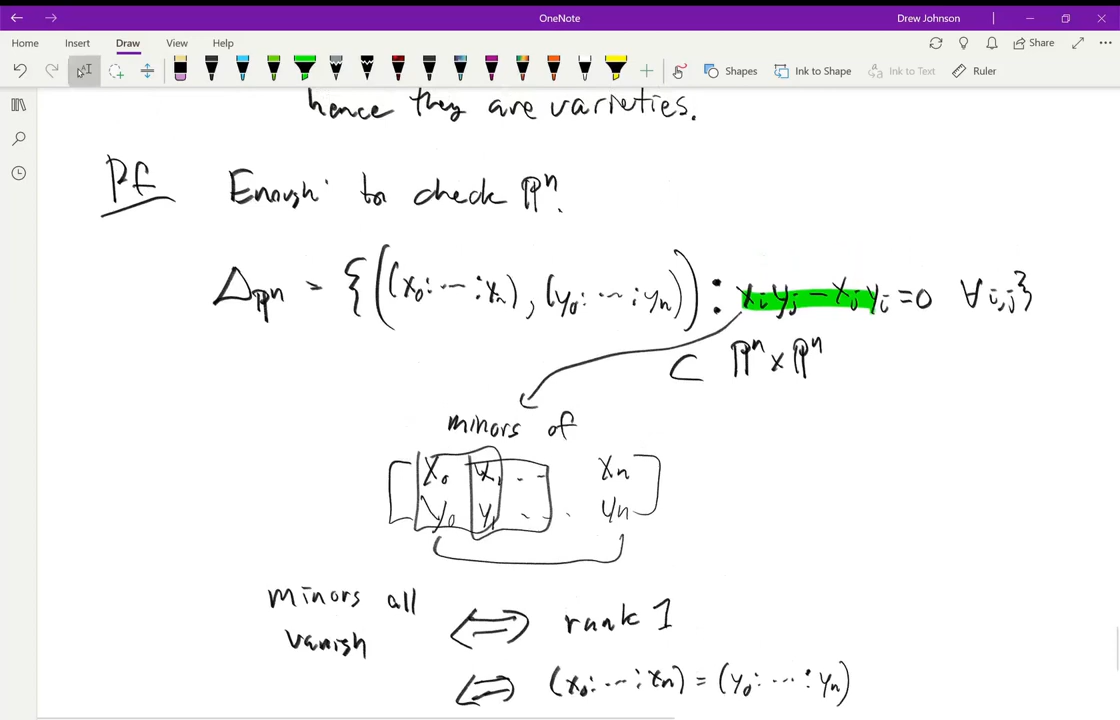 OneNote
Drew Johnson
Home Insert Draw View Help
Share
Shapes Ink to Shape Ink to Text Ruler
hence they are varieties.
Pf Enough to check ℙⁿ.
Δ_ℙⁿ = {((x₀:⋯:xₙ), (y₀:⋯:yₙ)) : xᵢyⱼ − xⱼyᵢ = 0 ∀i,j}
⊂ ℙⁿ × ℙⁿ
minors of
[x₀ x₁ ‥ xₙ]
[y₀ y₁ ‥. yₙ]
minors all
vanish ⟺ rank 1
⟺ (x₀:⋯:xₙ) = (y₀:⋯:yₙ)